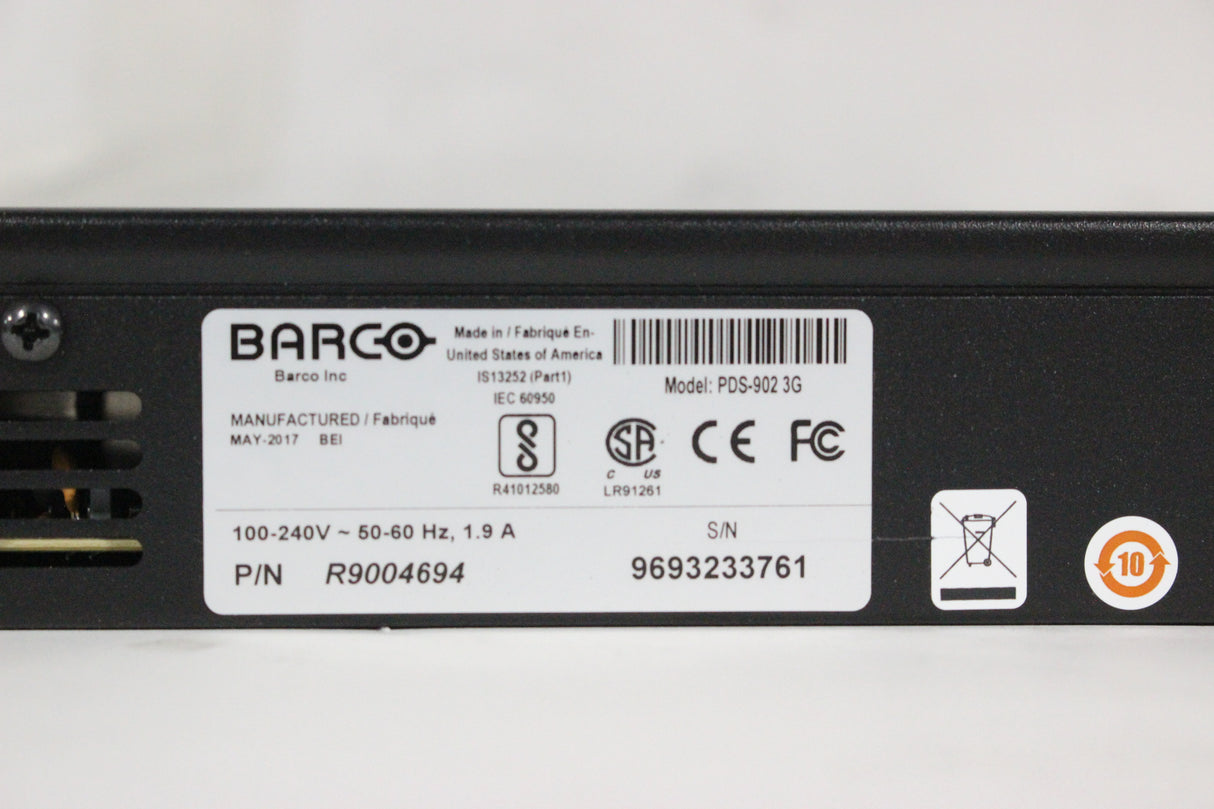 BARCO
Barco Inc
Made in / Fabriqué En-
United States of America
IS13252 (Part1)
IEC 60950
Model: PDS-902 3G
MANUFACTURED / Fabriqué
MAY-2017 BEI
R41012580
SA
C US
LR91261
CE
FC
100-240V ~ 50-60 Hz, 1.9 A
P/N R9004694
S/N
9693233761
10